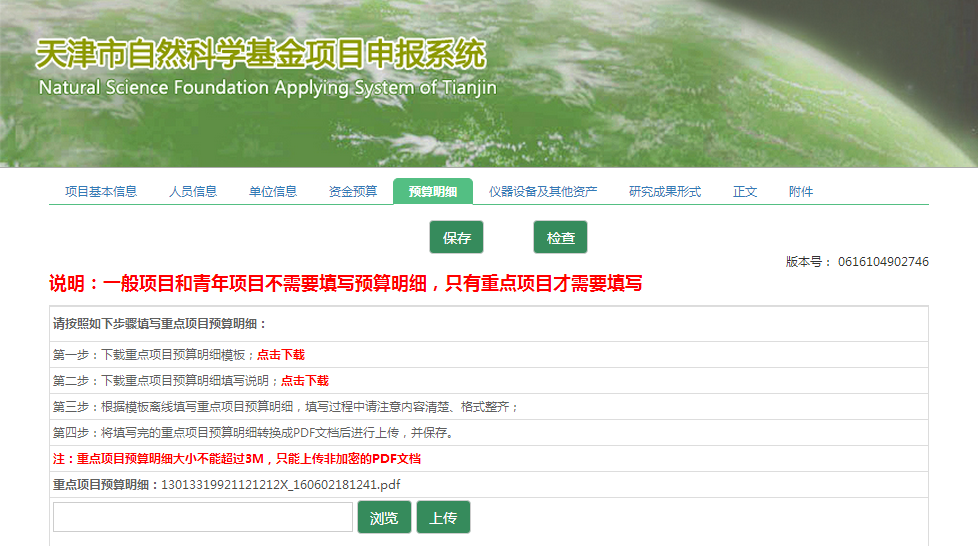 天津市自然科学基金项目申报系统
Natural Science Foundation Applying System of Tianjin
项目基本信息 人员信息 单位信息 资金预算 预算明细 仪器设备及其他资产 研究成果形式 正文 附件
保存 检查
版本号： 0616104902746
说明：一般项目和青年项目不需要填写预算明细，只有重点项目才需要填写
请按照如下步骤填写重点项目预算明细：
第一步：下载重点项目预算明细模板；点击下载
第二步：下载重点项目预算明细填写说明；点击下载
第三步：根据模板离线填写重点项目预算明细，填写过程中请注意内容清楚、格式整齐；
第四步：将填写完的重点项目预算明细转换成PDF文档后进行上传，并保存。
注：重点项目预算明细大小不能超过3M，只能上传非加密的PDF文档
重点项目预算明细：13013319921121212X_160602181241.pdf
浏览 上传